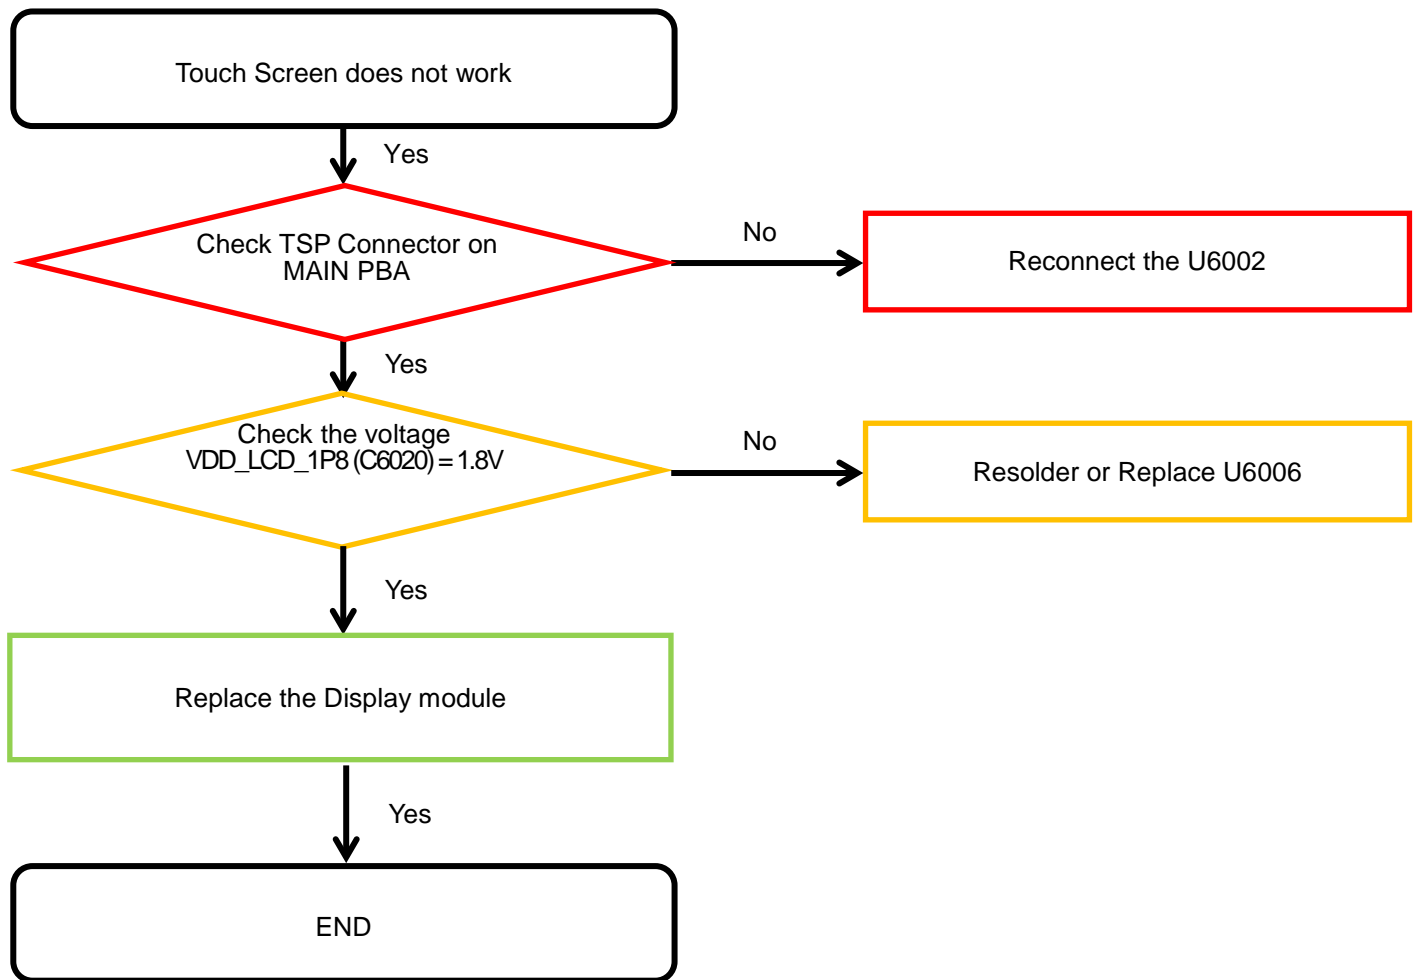 Touch Screen does not work
Yes
Check TSP Connector on
MAIN PBA
No
Reconnect the U6002
Yes
Check the voltage
VDD_LCD_1P8 (C6020) = 1.8V
No
Resolder or Replace U6006
Yes
Replace the Display module
Yes
END